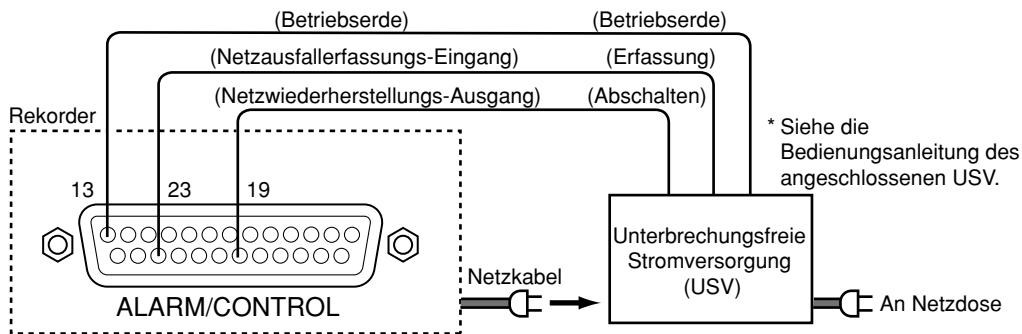 (Betriebserde) (Betriebserde)
(Netzausfallerfassungs-Eingang) (Erfassung)
(Netzwiederherstellungs-Ausgang) (Abschalten)
Rekorder
* Siehe die
Bedienungsanleitung des
angeschlossenen USV.
13 23 19
Unterbrechungsfreie
Stromversorgung
(USV)
Netzkabel
ALARM/CONTROL
An Netzdose